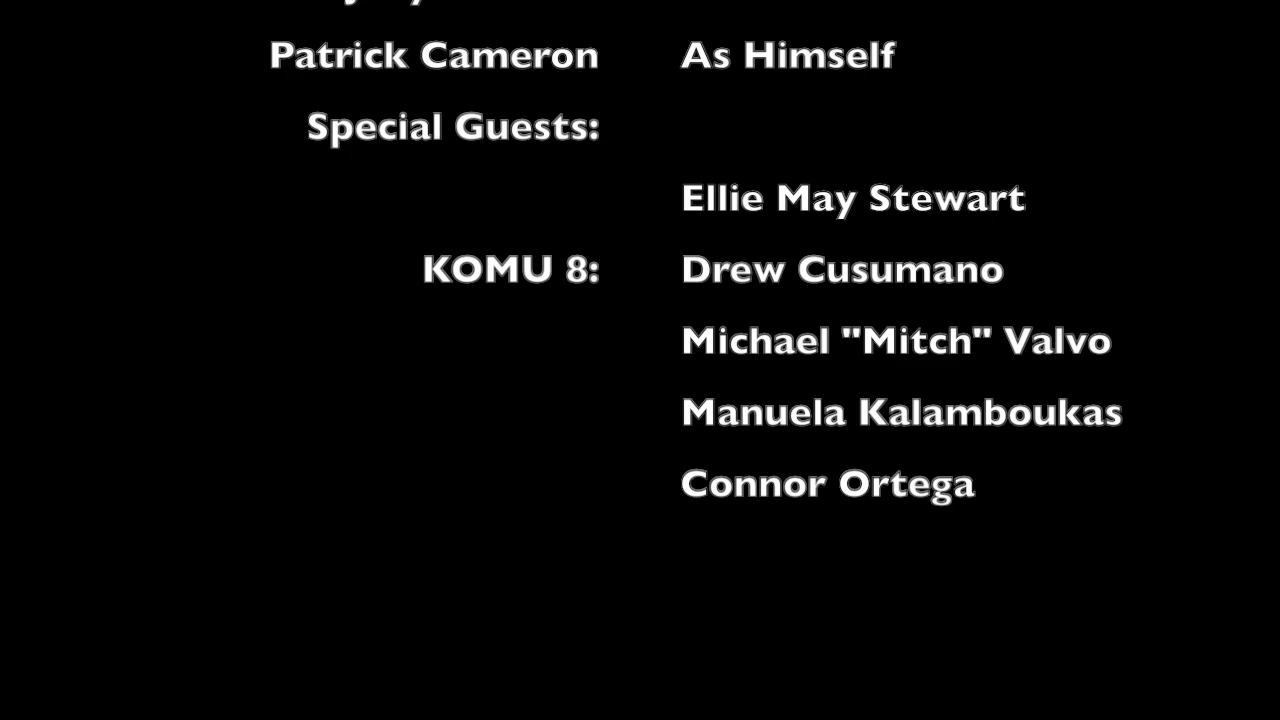 Patrick Cameron As Himself
Special Guests:
Ellie May Stewart
KOMU 8: Drew Cusumano
Michael "Mitch" Valvo
Manuela Kalamboukas
Connor Ortega